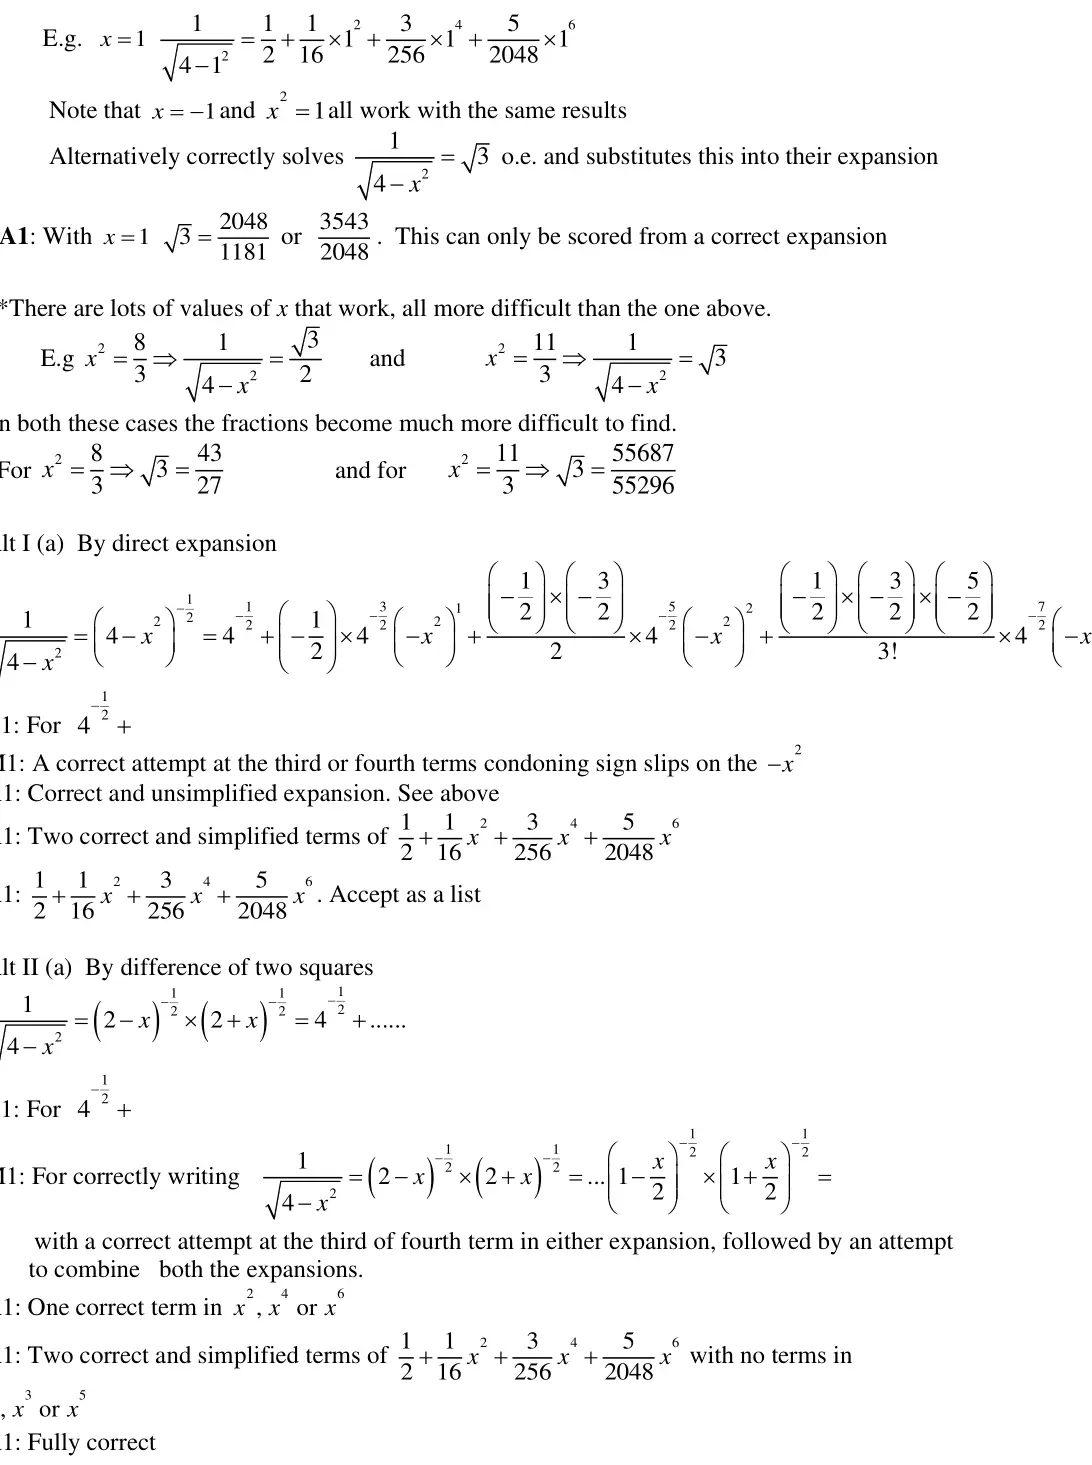 E.g. x = 1 1/√(4 − 1²) = 1/2 + 1/16 × 1² + 3/256 × 1⁴ + 5/2048 × 1⁶
Note that x = −1 and x² = 1 all work with the same results
Alternatively correctly solves 1/√(4 − x²) = √3 o.e. and substitutes this into their expansion
A1: With x = 1 √3 = 2048/1181 or 3543/2048 . This can only be scored from a correct expansion
*There are lots of values of x that work, all more difficult than the one above.
E.g x² = 8/3 ⇒ 1/√(4 − x²) = √3/2 and x² = 11/3 ⇒ 1/√(4 − x²) = √3
n both these cases the fractions become much more difficult to find.
For x² = 8/3 ⇒ √3 = 43/27 and for x² = 11/3 ⇒ √3 = 55687/55296
lt I (a) By direct expansion
1/√(4 − x²) = (4 − x²)^(−1/2) = 4^(−1/2) + (−1/2) × 4^(−3/2) (−x²)¹ + ((−1/2) × (−3/2))/2 × 4^(−5/2) (−x²)² + ((−1/2) × (−3/2) × (−5/2))/3! × 4^(−7/2) (−x
1: For 4^(−1/2) +
M1: A correct attempt at the third or fourth terms condoning sign slips on the −x²
1: Correct and unsimplified expansion. See above
1: Two correct and simplified terms of 1/2 + 1/16 x² + 3/256 x⁴ + 5/2048 x⁶
1: 1/2 + 1/16 x² + 3/256 x⁴ + 5/2048 x⁶ . Accept as a list
lt II (a) By difference of two squares
1/√(4 − x²) = (2 − x)^(−1/2) × (2 + x)^(−1/2) = 4^(−1/2) + ......
1: For 4^(−1/2) +
M1: For correctly writing 1/√(4 − x²) = (2 − x)^(−1/2) × (2 + x)^(−1/2) = ...(1 − x/2)^(−1/2) × (1 + x/2)^(−1/2) =
with a correct attempt at the third of fourth term in either expansion, followed by an attempt
to combine both the expansions.
1: One correct term in x², x⁴ or x⁶
1: Two correct and simplified terms of 1/2 + 1/16 x² + 3/256 x⁴ + 5/2048 x⁶ with no terms in
, x³ or x⁵
1: Fully correct